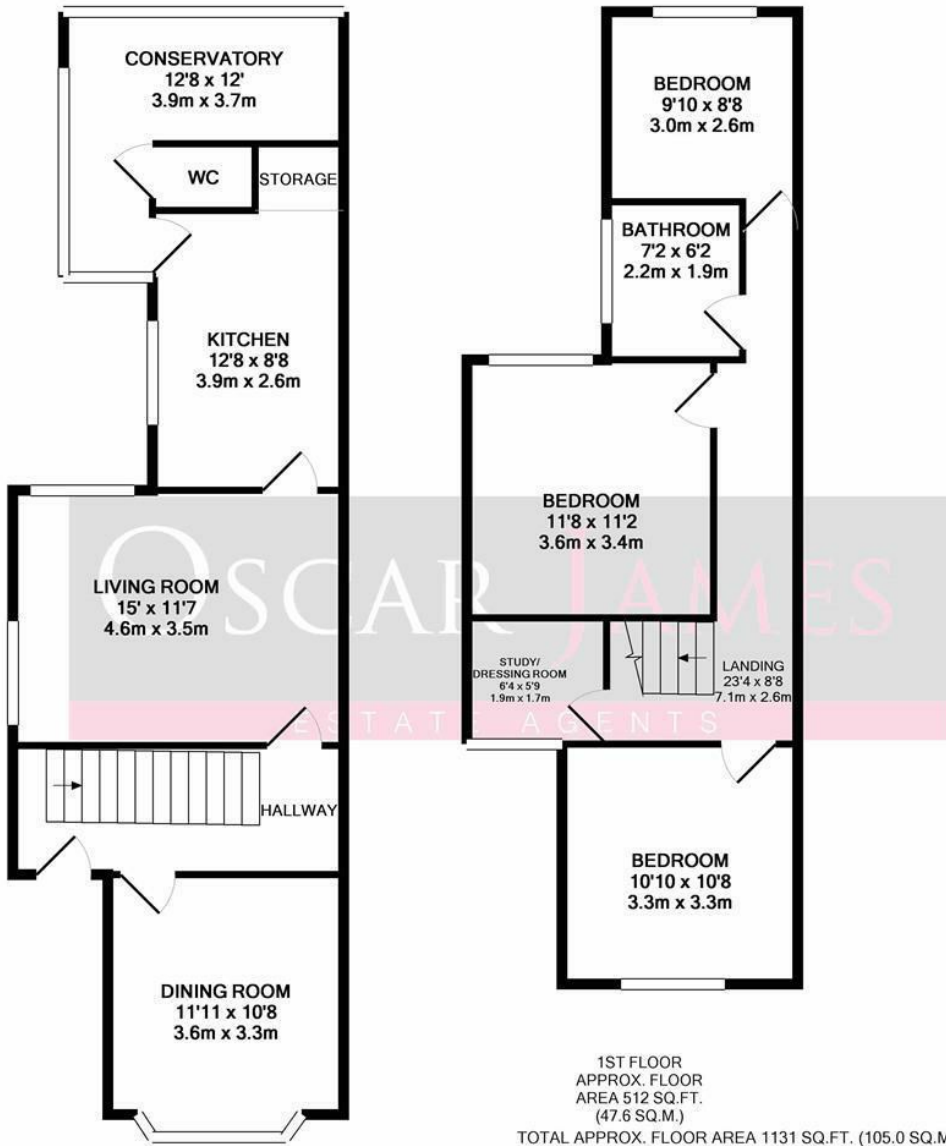 CONSERVATORY
12'8 x 12'
3.9m x 3.7m
WC
STORAGE
KITCHEN
12'8 x 8'8
3.9m x 2.6m
LIVING ROOM
15' x 11'7
4.6m x 3.5m
HALLWAY
DINING ROOM
11'11 x 10'8
3.6m x 3.3m
BEDROOM
9'10 x 8'8
3.0m x 2.6m
BATHROOM
7'2 x 6'2
2.2m x 1.9m
BEDROOM
11'8 x 11'2
3.6m x 3.4m
STUDY/
DRESSING ROOM
6'4 x 5'9
1.9m x 1.7m
LANDING
23'4 x 8'8
7.1m x 2.6m
BEDROOM
10'10 x 10'8
3.3m x 3.3m
OSCAR JAMES
ESTATE AGENTS
1ST FLOOR
APPROX. FLOOR
AREA 512 SQ.FT.
(47.6 SQ.M.)
TOTAL APPROX. FLOOR AREA 1131 SQ.FT. (105.0 SQ.M